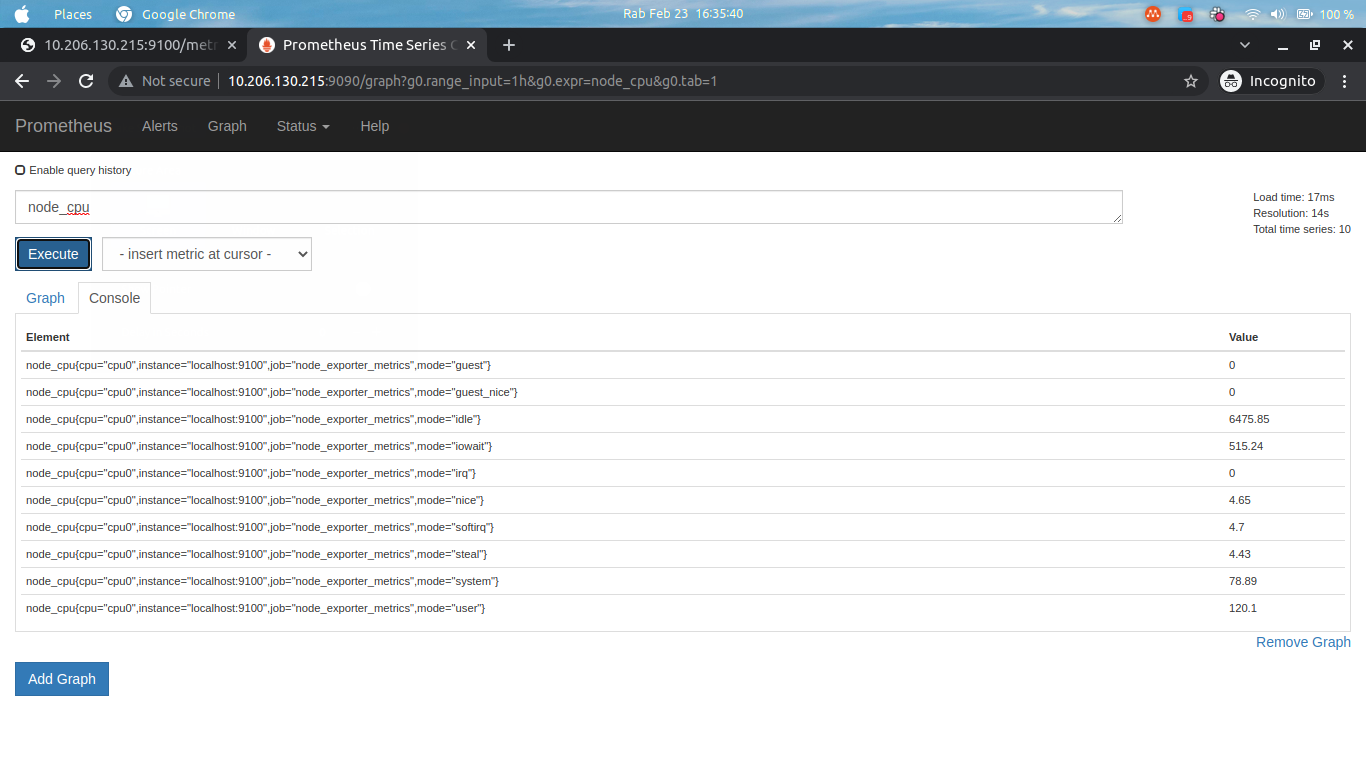 Places Google Chrome Rab Feb 23 16:35:40 100 %
10.206.130.215:9100/metr Prometheus Time Series C
Not secure 10.206.130.215:9090/graph?g0.range_input=1h&g0.expr=node_cpu&g0.tab=1 Incognito
Prometheus Alerts Graph Status Help
Enable query history
node_cpu
Load time: 17ms
Resolution: 14s
Total time series: 10
Execute - insert metric at cursor -
Graph Console
Element Value
node_cpu{cpu="cpu0",instance="localhost:9100",job="node_exporter_metrics",mode="guest"} 0
node_cpu{cpu="cpu0",instance="localhost:9100",job="node_exporter_metrics",mode="guest_nice"} 0
node_cpu{cpu="cpu0",instance="localhost:9100",job="node_exporter_metrics",mode="idle"} 6475.85
node_cpu{cpu="cpu0",instance="localhost:9100",job="node_exporter_metrics",mode="iowait"} 515.24
node_cpu{cpu="cpu0",instance="localhost:9100",job="node_exporter_metrics",mode="irq"} 0
node_cpu{cpu="cpu0",instance="localhost:9100",job="node_exporter_metrics",mode="nice"} 4.65
node_cpu{cpu="cpu0",instance="localhost:9100",job="node_exporter_metrics",mode="softirq"} 4.7
node_cpu{cpu="cpu0",instance="localhost:9100",job="node_exporter_metrics",mode="steal"} 4.43
node_cpu{cpu="cpu0",instance="localhost:9100",job="node_exporter_metrics",mode="system"} 78.89
node_cpu{cpu="cpu0",instance="localhost:9100",job="node_exporter_metrics",mode="user"} 120.1
Remove Graph
Add Graph